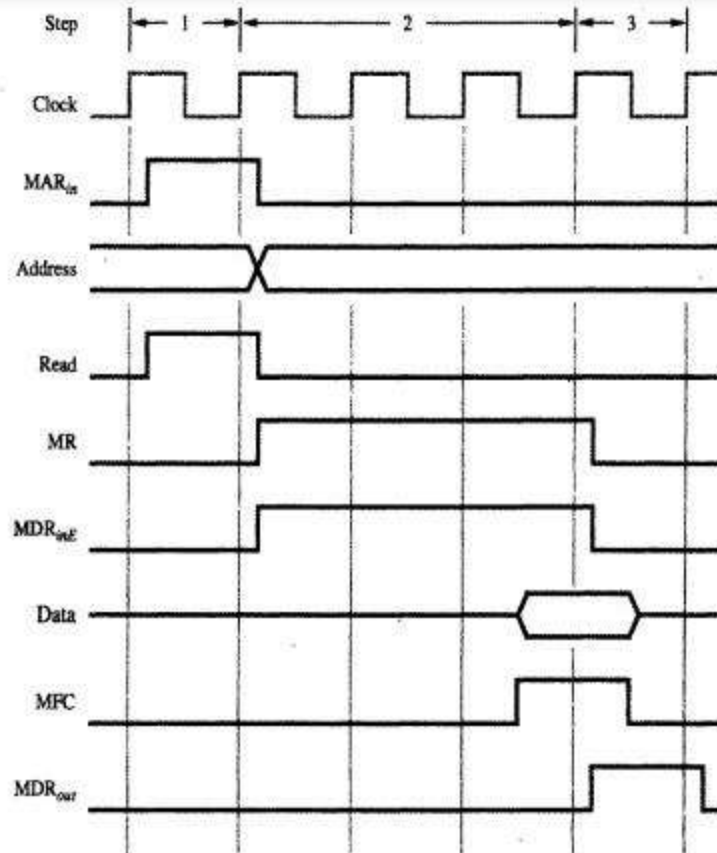 Step 1 2 3
Clock
MAR_in
Address
Read
MR
MDR_inE
Data
MFC
MDR_out